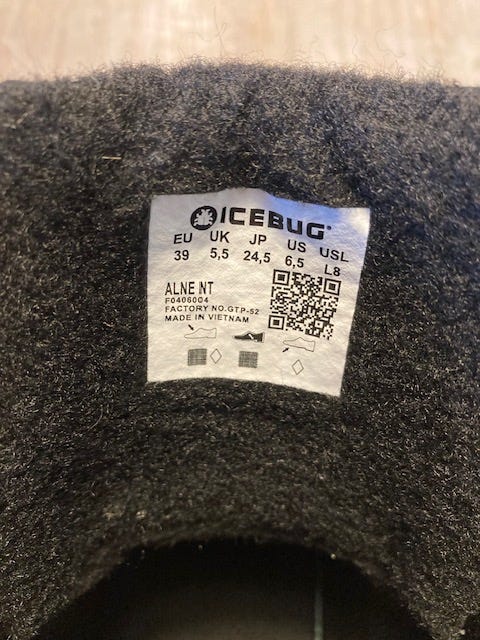 ICEBUG
EU UK JP US USL
39 5,5 24,5 6,5 L8
ALNE NT
F0406004
FACTORY NO.GTP-52
MADE IN VIETNAM